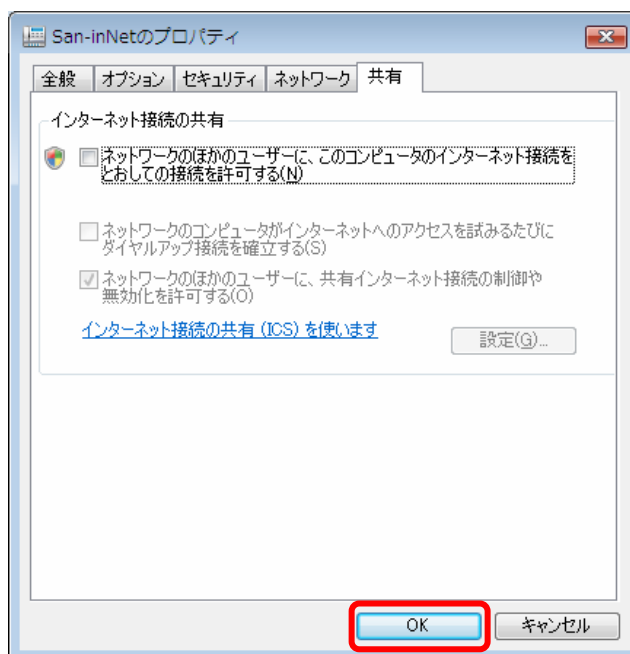 San-inNetのプロパティ
全般 オプション セキュリティ ネットワーク 共有
インターネット接続の共有
ネットワークのほかのユーザーに、このコンピュータのインターネット接続を
とおしての接続を許可する(N)
ネットワークのコンピュータがインターネットへのアクセスを試みるたびに
ダイヤルアップ接続を確立する(S)
ネットワークのほかのユーザーに、共有インターネット接続の制御や
無効化を許可する(O)
インターネット接続の共有 (ICS) を使います
設定(G)...
OK キャンセル